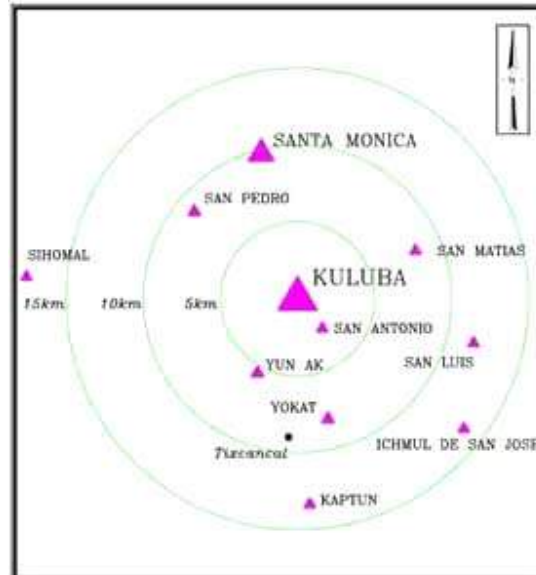 N
SANTA MONICA
SAN PEDRO
SIHOMAL
SAN MATIAS
KULUBA
15km
10km
5km
SAN ANTONIO
SAN LUIS
YUN AK
YOKAT
ICHMUL DE SAN JOSE
Tixcancal
KAPTUN